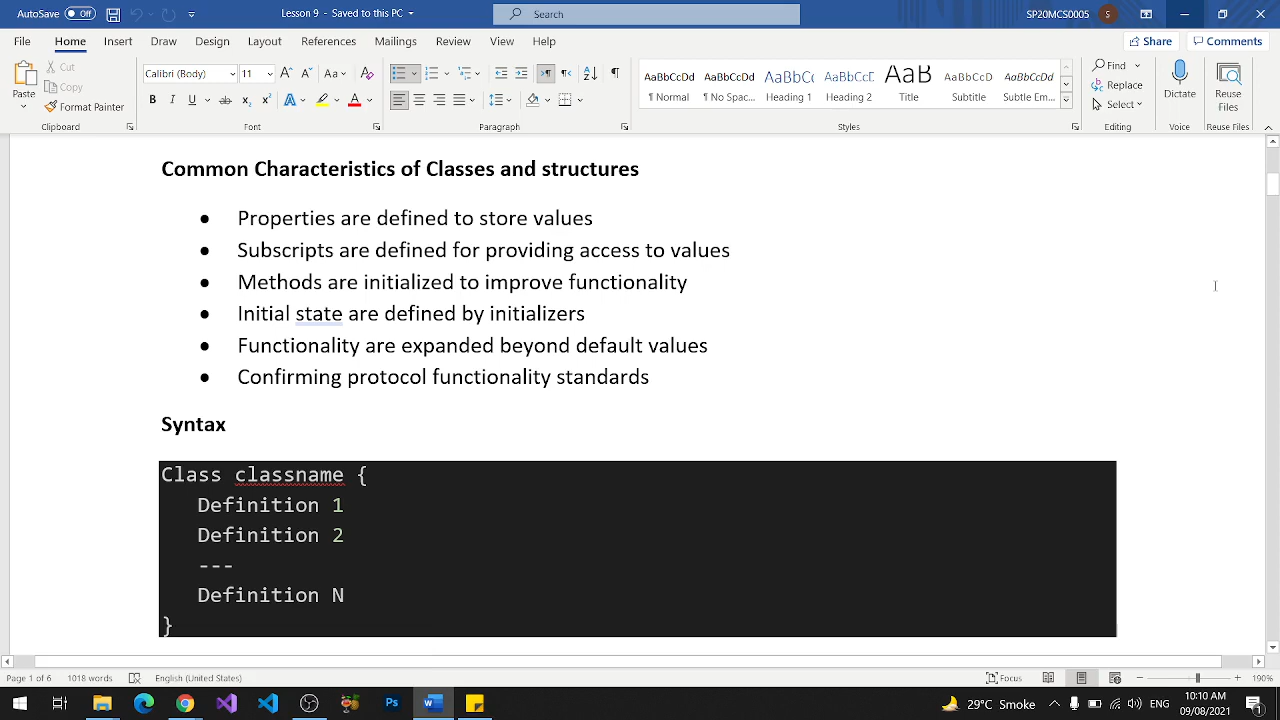 AutoSave Off Lesson 9 - Saved to this PC Search SP20MCS0005 S
File Home Insert Draw Design Layout References Mailings Review View Help Share Comments
Paste Cut Copy Format Painter
Calibri (Body) 11 Aa
B I U ab x2 x2 A A
AaBbCcDd AaBbCcDd AaBbC( AaBbCcD AaB AaBbCcDd AaBbCcDd
¶ Normal ¶ No Spac... Heading 1 Heading 2 Title Subtitle Subtle Em...
Find Replace Select Dictate Reuse Files
Clipboard Font Paragraph Styles Editing Voice Reuse Files
Common Characteristics of Classes and structures
• Properties are defined to store values
• Subscripts are defined for providing access to values
• Methods are initialized to improve functionality
• Initial state are defined by initializers
• Functionality are expanded beyond default values
• Confirming protocol functionality standards
Syntax
Class classname {
Definition 1
Definition 2
---
Definition N
}
Page 1 of 6 1018 words English (United States) Focus 190%
29°C Smoke ENG 10:10 AM
09/08/2021